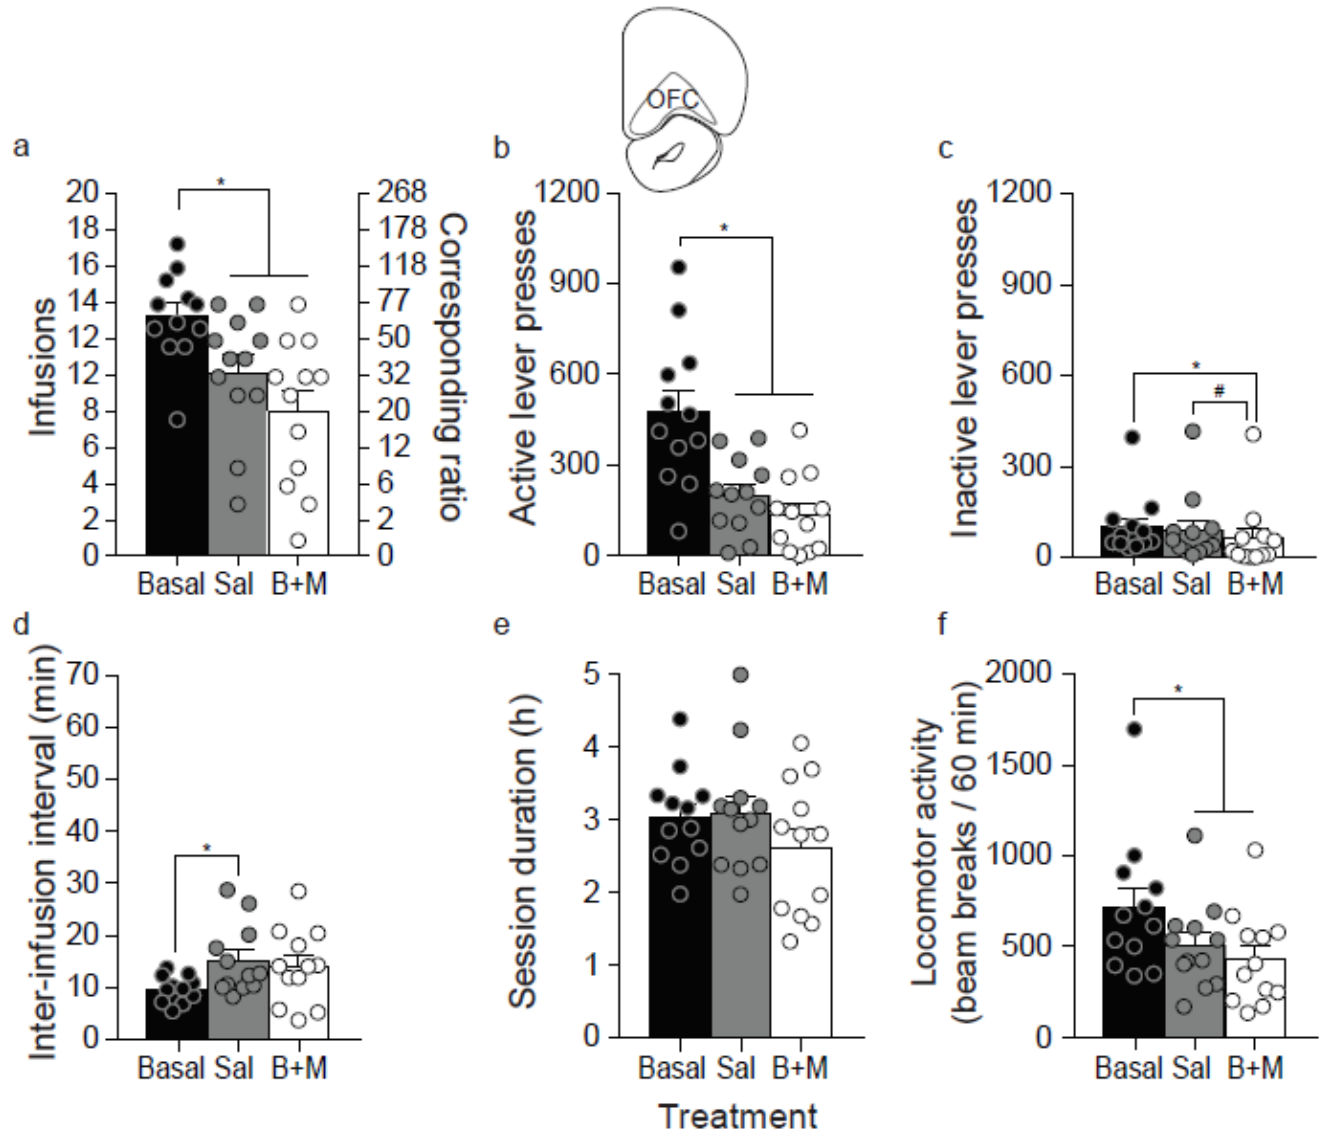 OFC
a
Infusions
20
18
16
14
12
12
8
6
4
2
0
268
178
118
77
50
32
20
12
6
2
0
Corresponding ratio
*
Basal Sal B+M
b
Active lever presses
1200
900
600
300
0
*
Basal Sal B+M
c
Inactive lever presses
1200
900
600
300
0
*
#
Basal Sal B+M
d
Inter-infusion interval (min)
70
60
50
40
30
20
10
0
*
Basal Sal B+M
e
Session duration (h)
5
4
3
2
1
0
Basal Sal B+M
Treatment
f
Locomotor activity
(beam breaks / 60 min)
2000
1500
1000
500
0
*
Basal Sal B+M